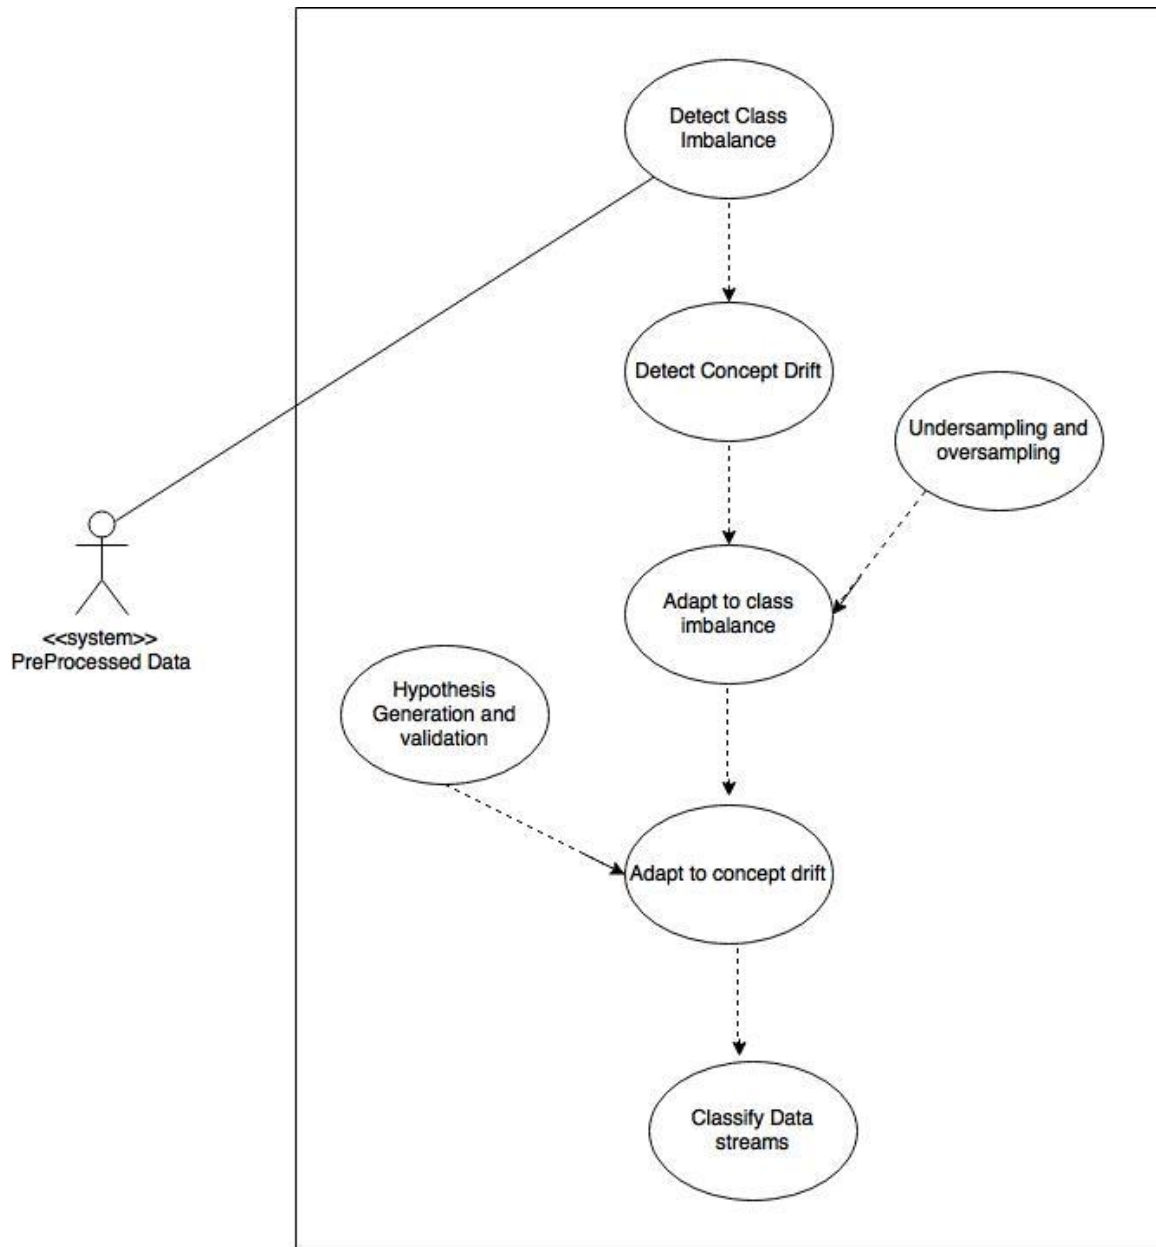 Detect Class
Imbalance
Detect Concept Drift
Undersampling and
oversampling
Adapt to class
imbalance
<<system>>
PreProcessed Data
Hypothesis
Generation and
validation
Adapt to concept drift
Classify Data
streams